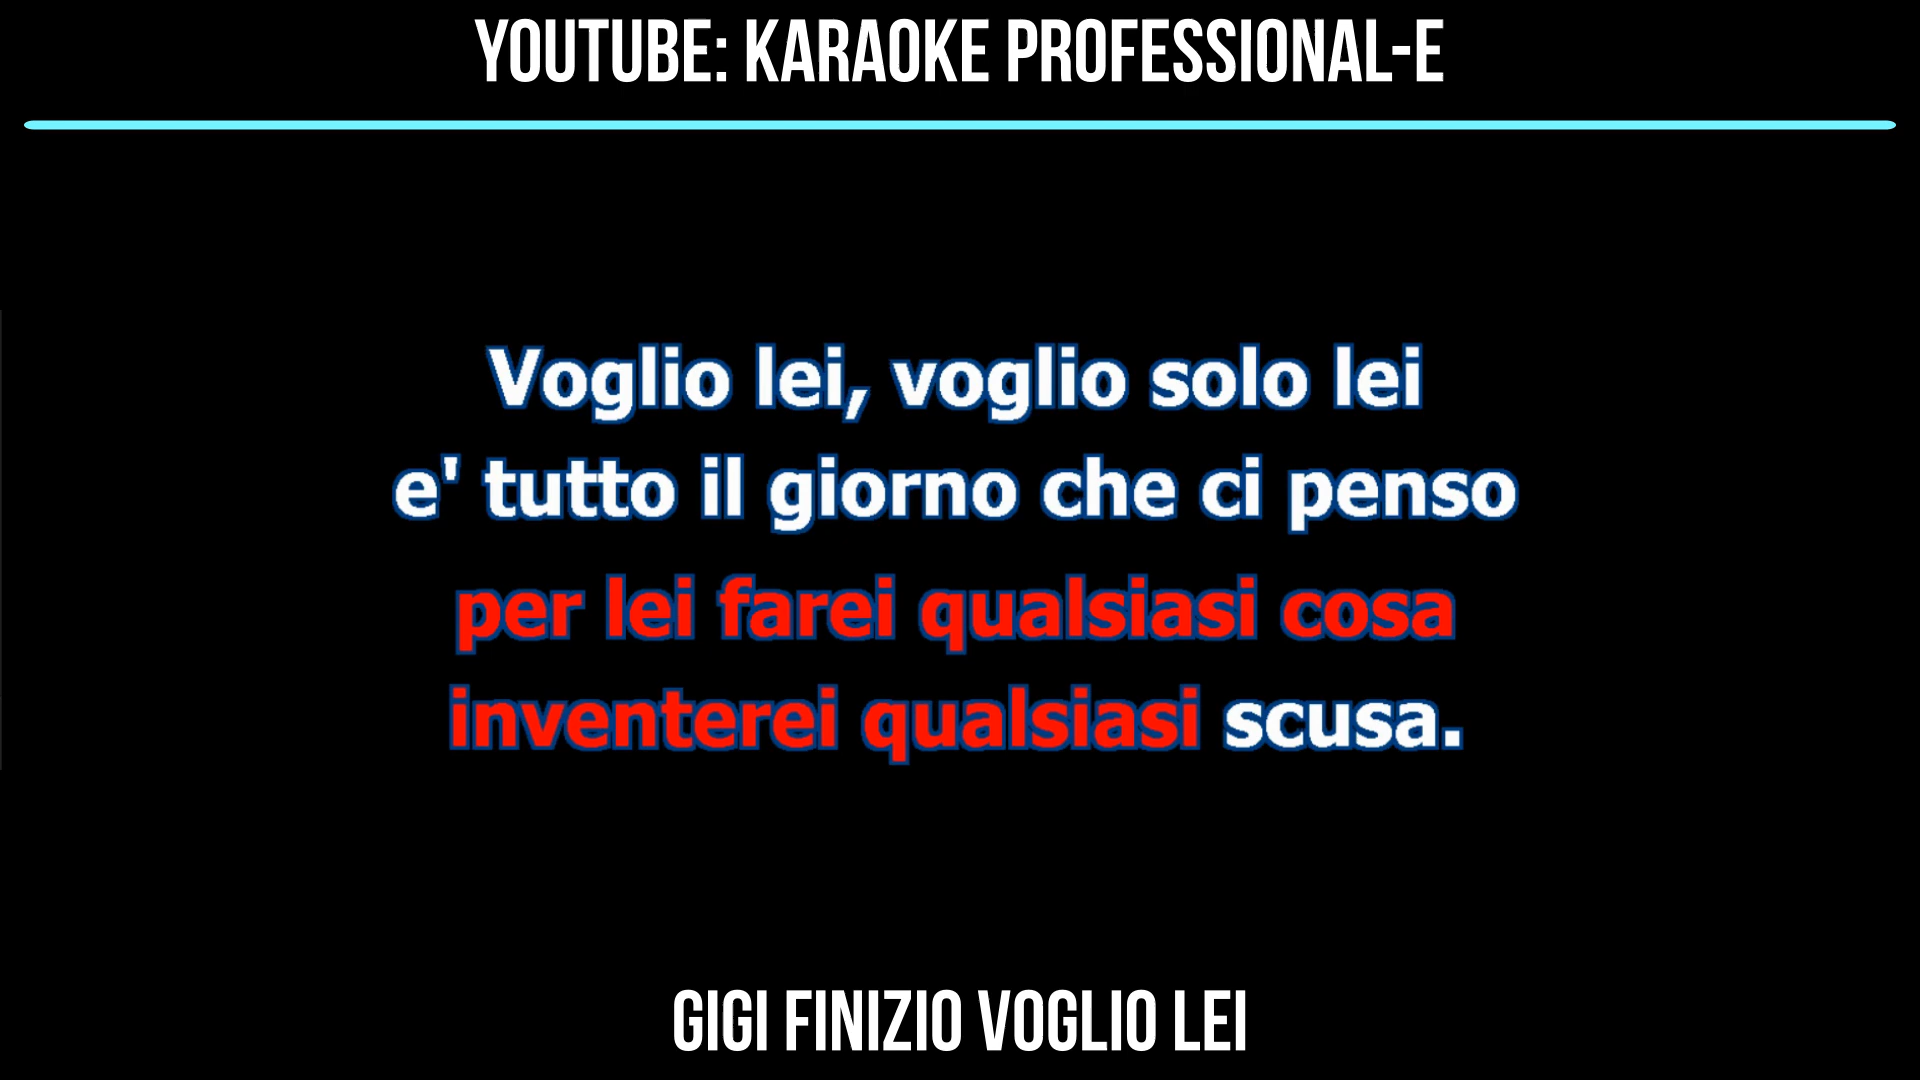 YOUTUBE: KARAOKE PROFESSIONAL-E
Voglio lei, voglio solo lei
e' tutto il giorno che ci penso
per lei farei qualsiasi cosa
inventerei qualsiasi scusa.
GIGI FINIZIO VOGLIO LEI